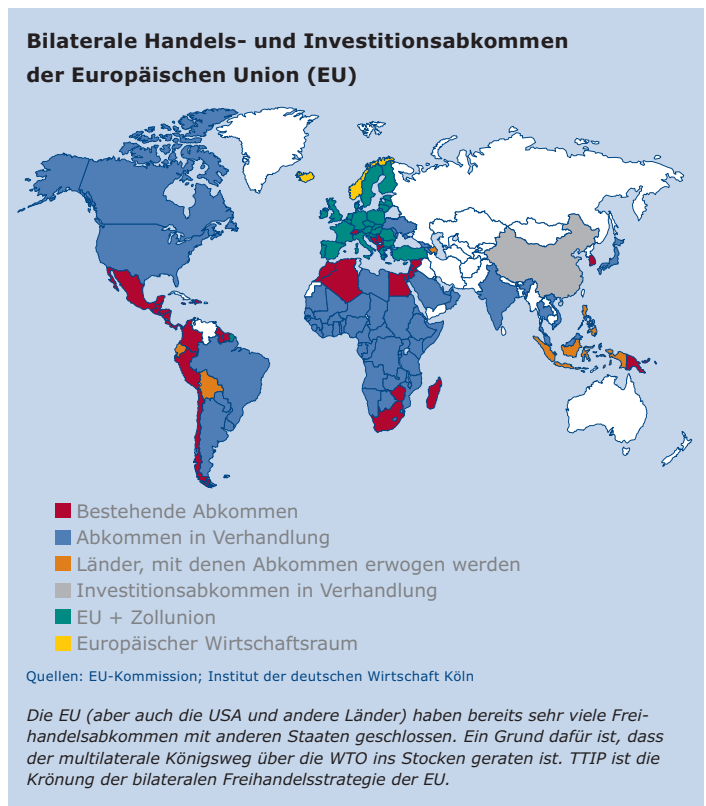 Bilaterale Handels- und Investitionsabkommen
der Europäischen Union (EU)
Bestehende Abkommen
Abkommen in Verhandlung
Länder, mit denen Abkommen erwogen werden
Investitionsabkommen in Verhandlung
EU + Zollunion
Europäischer Wirtschaftsraum
Quellen: EU-Kommission; Institut der deutschen Wirtschaft Köln
Die EU (aber auch die USA und andere Länder) haben bereits sehr viele Frei-
handelsabkommen mit anderen Staaten geschlossen. Ein Grund dafür ist, dass
der multilaterale Königsweg über die WTO ins Stocken geraten ist. TTIP ist die
Krönung der bilateralen Freihandelsstrategie der EU.